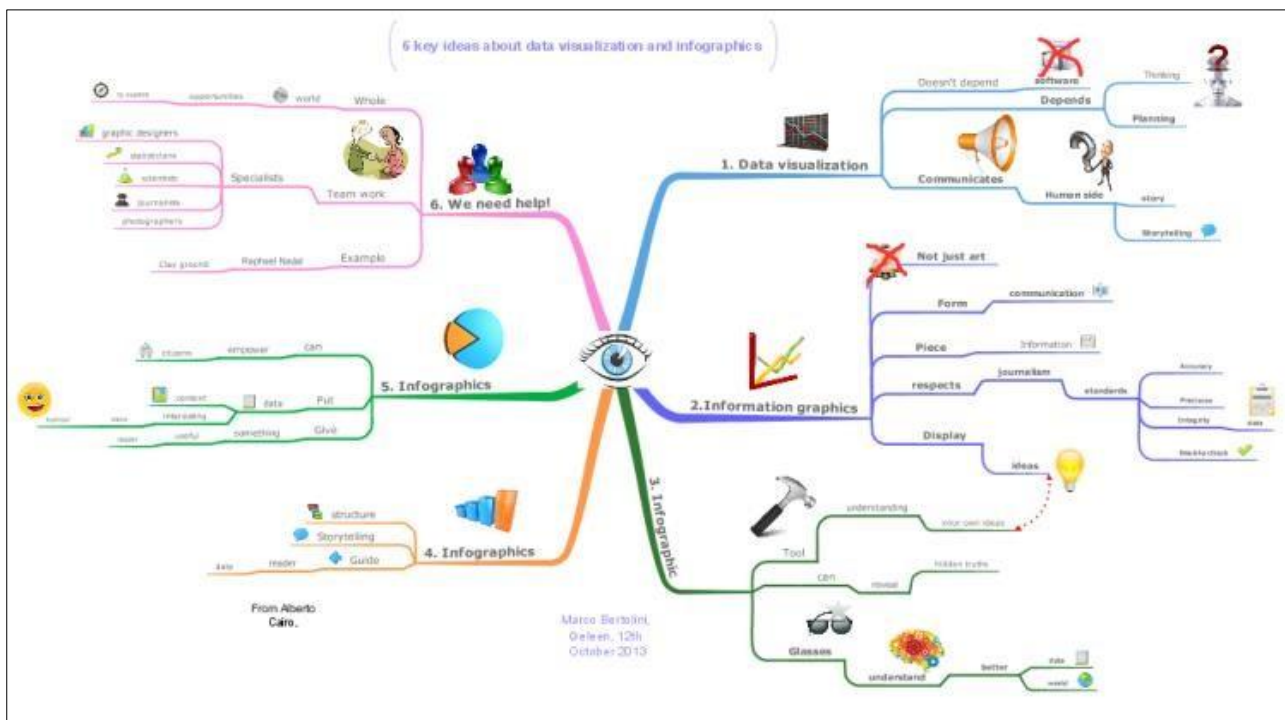 6 key ideas about data visualization and infographics
1. Data visualization
Doesn't depend
software
Depends
Thinking
Planning
Communicates
Human side
story
Storytelling
2.Information graphics
Not just art
Form
communication
Piece
Information
respects
journalism
standards
Accuracy
Precision
Integrity
data
Double check
Display
ideas
3. Infographic
Tool
understanding
your own ideas
can
reveal
hidden truths
Glasses
understand
better
data
world
4. Infographics
structure
Storytelling
Guide
reader
data
5. Infographics
can
empower
citizens
Put
data
context
interesting
human
Give
something
useful
reader
6. We need help!
Whole
world
opportunities
Team work
Specialists
graphic designers
statisticians
scientists
journalists
photographers
Example
Raphael Nadal
Clay ground
From Alberto
Cairo,
Marco Bertolini,
Geleen, 12th
October 2013